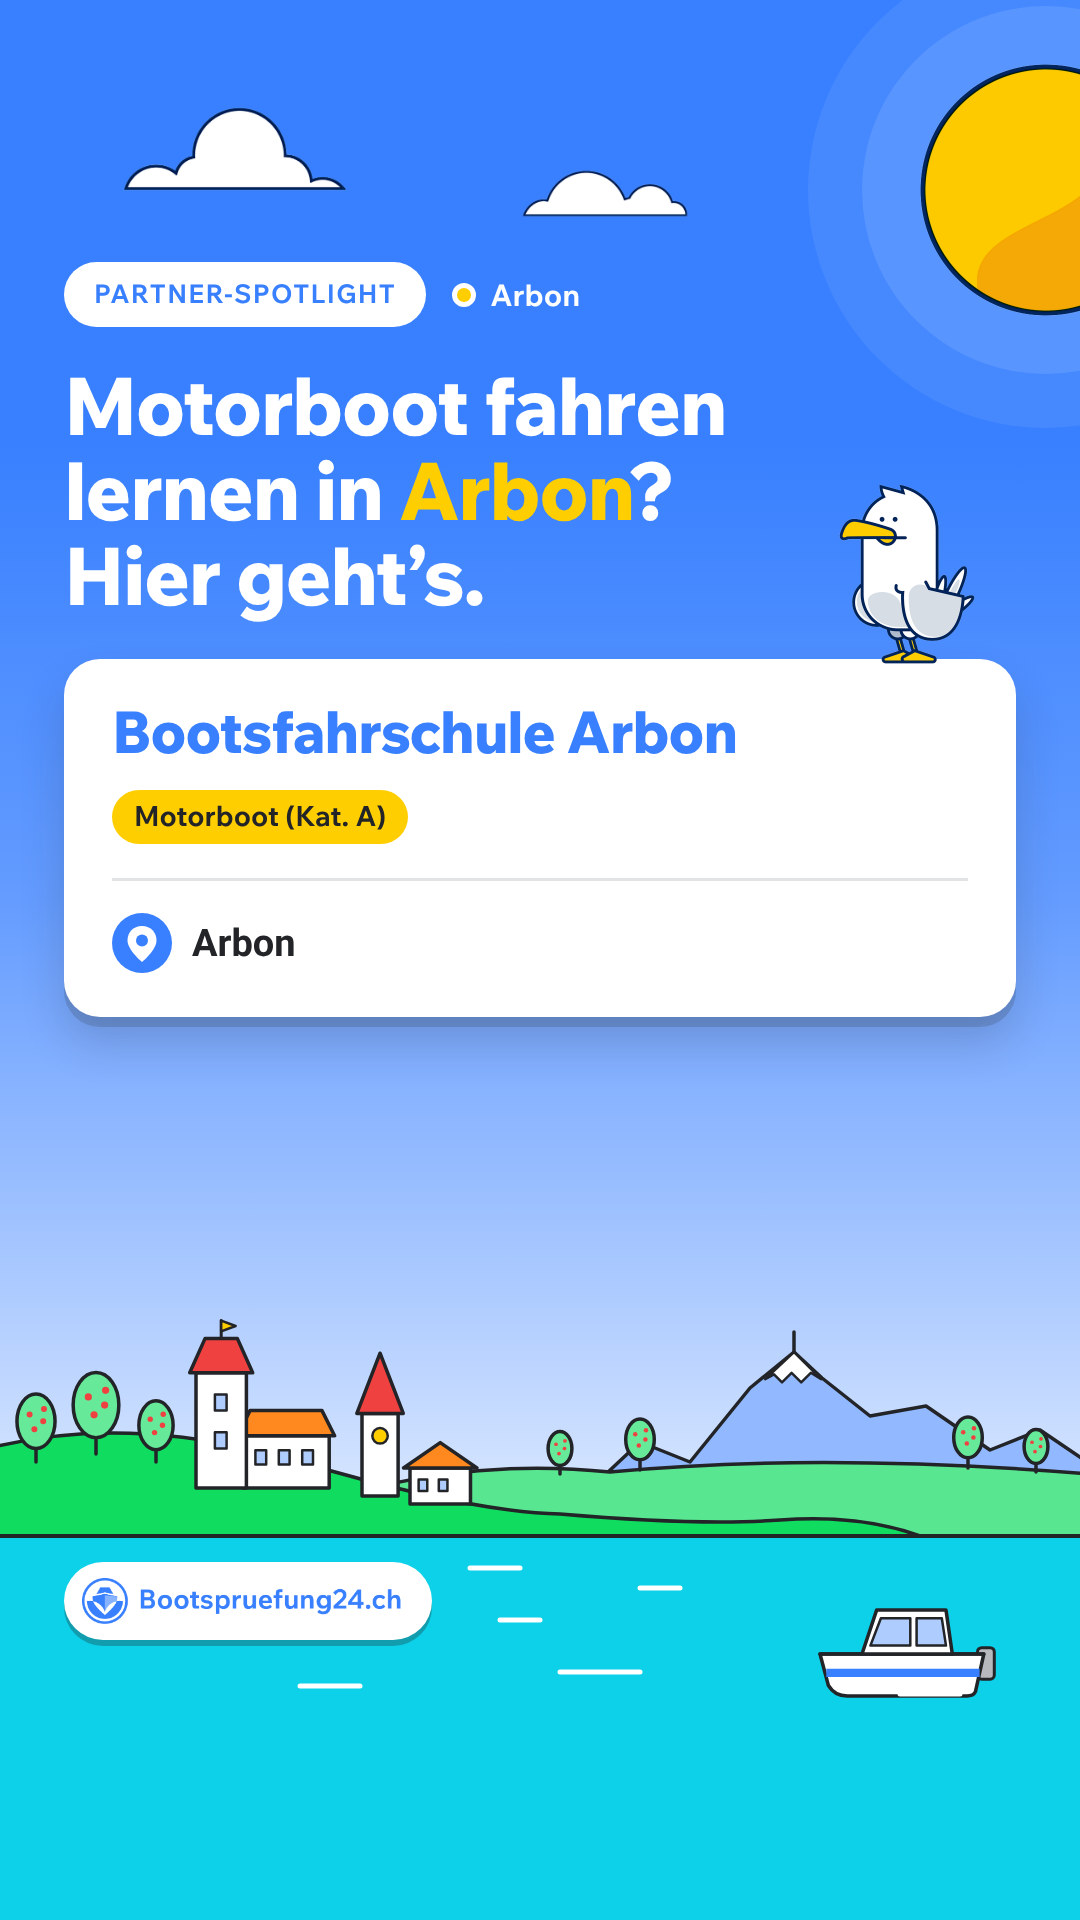 PARTNER-SPOTLIGHT
Arbon
Motorboot fahren
lernen in Arbon?
Hier geht’s.
Bootsfahrschule Arbon
Motorboot (Kat. A)
Arbon
Bootspruefung24.ch